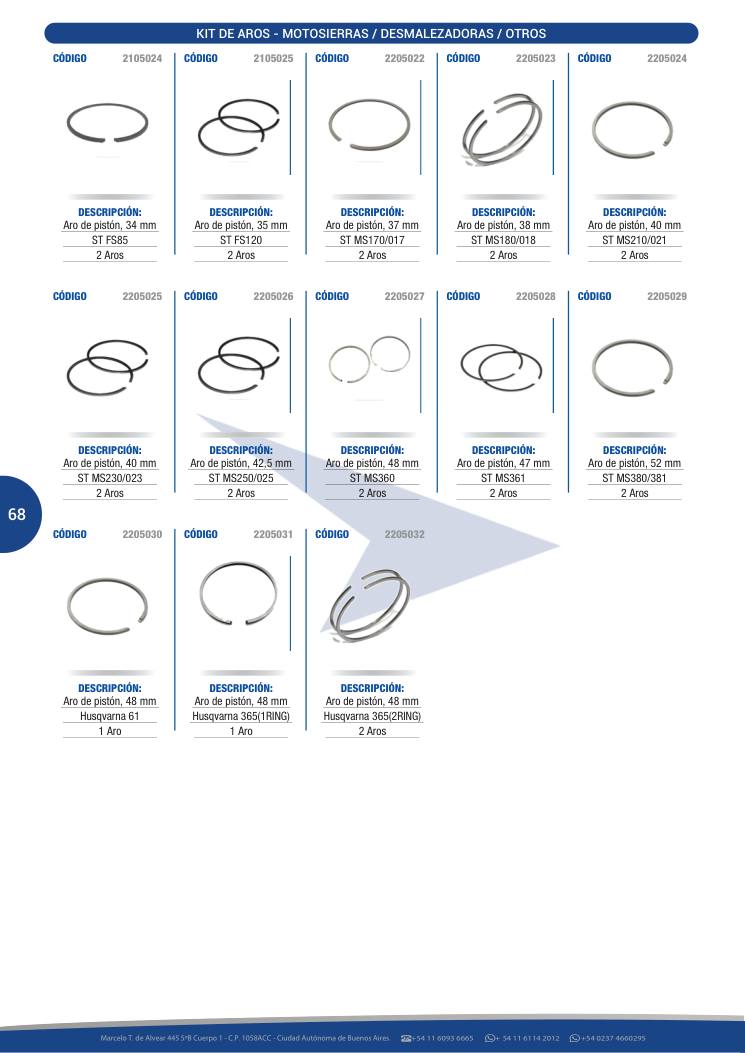 KIT DE AROS - MOTOSIERRAS / DESMALEZADORAS / OTROS
CÓDIGO 2105024
DESCRIPCIÓN:
Aro de pistón, 34 mm
ST FS85
2 Aros
CÓDIGO 2105025
DESCRIPCIÓN:
Aro de pistón, 35 mm
ST FS120
2 Aros
CÓDIGO 2205022
DESCRIPCIÓN:
Aro de pistón, 37 mm
ST MS170/017
2 Aros
CÓDIGO 2205023
DESCRIPCIÓN:
Aro de pistón, 38 mm
ST MS180/018
2 Aros
CÓDIGO 2205024
DESCRIPCIÓN:
Aro de pistón, 40 mm
ST MS210/021
2 Aros
CÓDIGO 2205025
DESCRIPCIÓN:
Aro de pistón, 40 mm
ST MS230/023
2 Aros
CÓDIGO 2205026
DESCRIPCIÓN:
Aro de pistón, 42,5 mm
ST MS250/025
2 Aros
CÓDIGO 2205027
DESCRIPCIÓN:
Aro de pistón, 48 mm
ST MS360
2 Aros
CÓDIGO 2205028
DESCRIPCIÓN:
Aro de pistón, 47 mm
ST MS361
2 Aros
CÓDIGO 2205029
DESCRIPCIÓN:
Aro de pistón, 52 mm
ST MS380/381
2 Aros
68
CÓDIGO 2205030
DESCRIPCIÓN:
Aro de pistón, 48 mm
Husqvarna 61
1 Aro
CÓDIGO 2205031
DESCRIPCIÓN:
Aro de pistón, 48 mm
Husqvarna 365(1RING)
1 Aro
CÓDIGO 2205032
DESCRIPCIÓN:
Aro de pistón, 48 mm
Husqvarna 365(2RING)
2 Aros
Marcelo T. de Alvear 445 5ºB Cuerpo 1 - C.P. 1058ACC - Ciudad Autónoma de Buenos Aires. +54 11 6093 6665 + 54 11 6114 2012 +54 0237 4660295